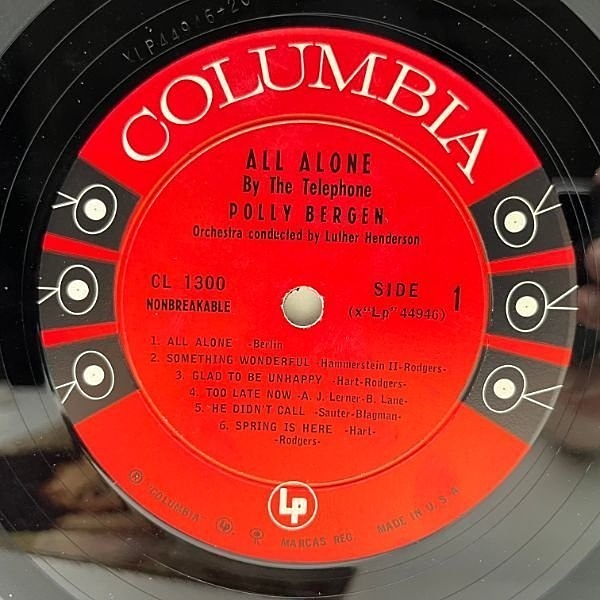 XLP44946-2C
COLUMBIA
ALL ALONE
By The Telephone
POLLY BERGEN
Orchestra conducted by Luther Henderson
CL 1300
NONBREAKABLE
SIDE 1
(x"Lp"44946)
1. ALL ALONE -Berlin
2. SOMETHING WONDERFUL -Hammerstein II-Rodgers-
3. GLAD TO BE UNHAPPY -Hart-Rodgers-
4. TOO LATE NOW -A. J. Lerner-B. Lane-
5. HE DIDN'T CALL -Sauter-Blagman-
6. SPRING IS HERE -Hart-
Rodgers-
Lp
® "COLUMBIA" Lp, MARCAS REG. MADE IN U.S.A